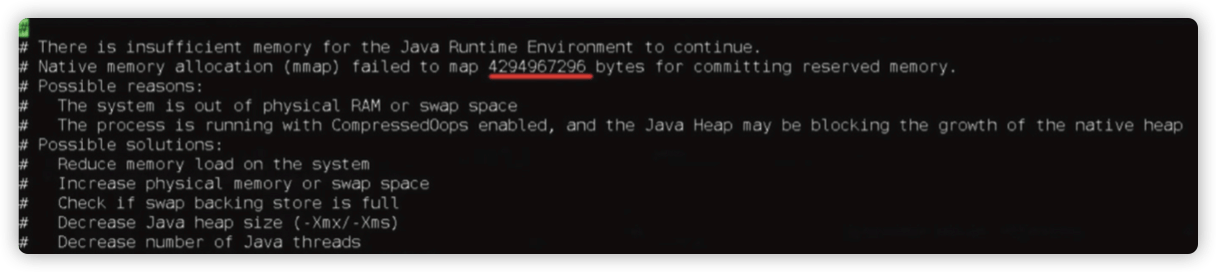 #
# There is insufficient memory for the Java Runtime Environment to continue.
# Native memory allocation (mmap) failed to map 4294967296 bytes for committing reserved memory.
# Possible reasons:
#   The system is out of physical RAM or swap space
#   The process is running with CompressedOops enabled, and the Java Heap may be blocking the growth of the native heap
# Possible solutions:
#   Reduce memory load on the system
#   Increase physical memory or swap space
#   Check if swap backing store is full
#   Decrease Java heap size (-Xmx/-Xms)
#   Decrease number of Java threads